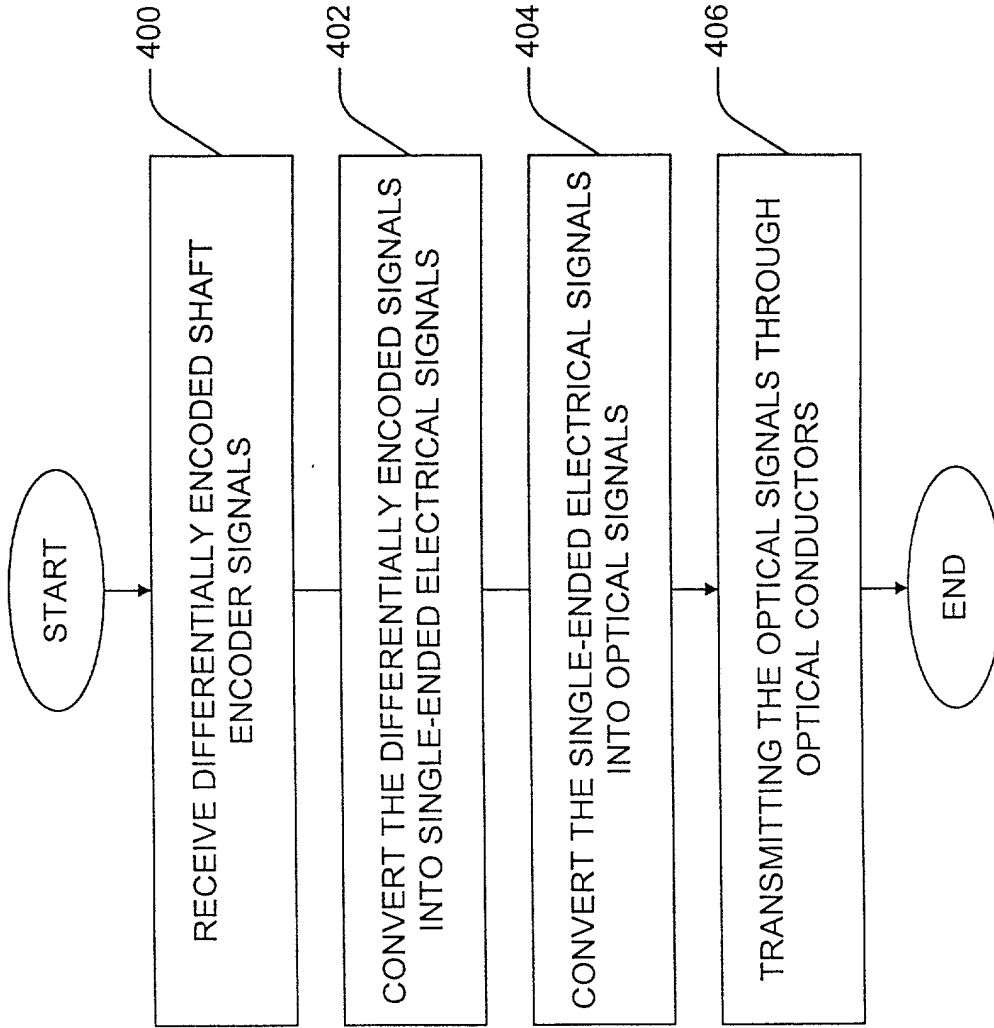 START
400
RECEIVE DIFFERENTIALLY ENCODED SHAFT
ENCODER SIGNALS
402
CONVERT THE DIFFERENTIALLY ENCODED SIGNALS
INTO SINGLE-ENDED ELECTRICAL SIGNALS
404
CONVERT THE SINGLE-ENDED ELECTRICAL SIGNALS
INTO OPTICAL SIGNALS
406
TRANSMITTING THE OPTICAL SIGNALS THROUGH
OPTICAL CONDUCTORS
END